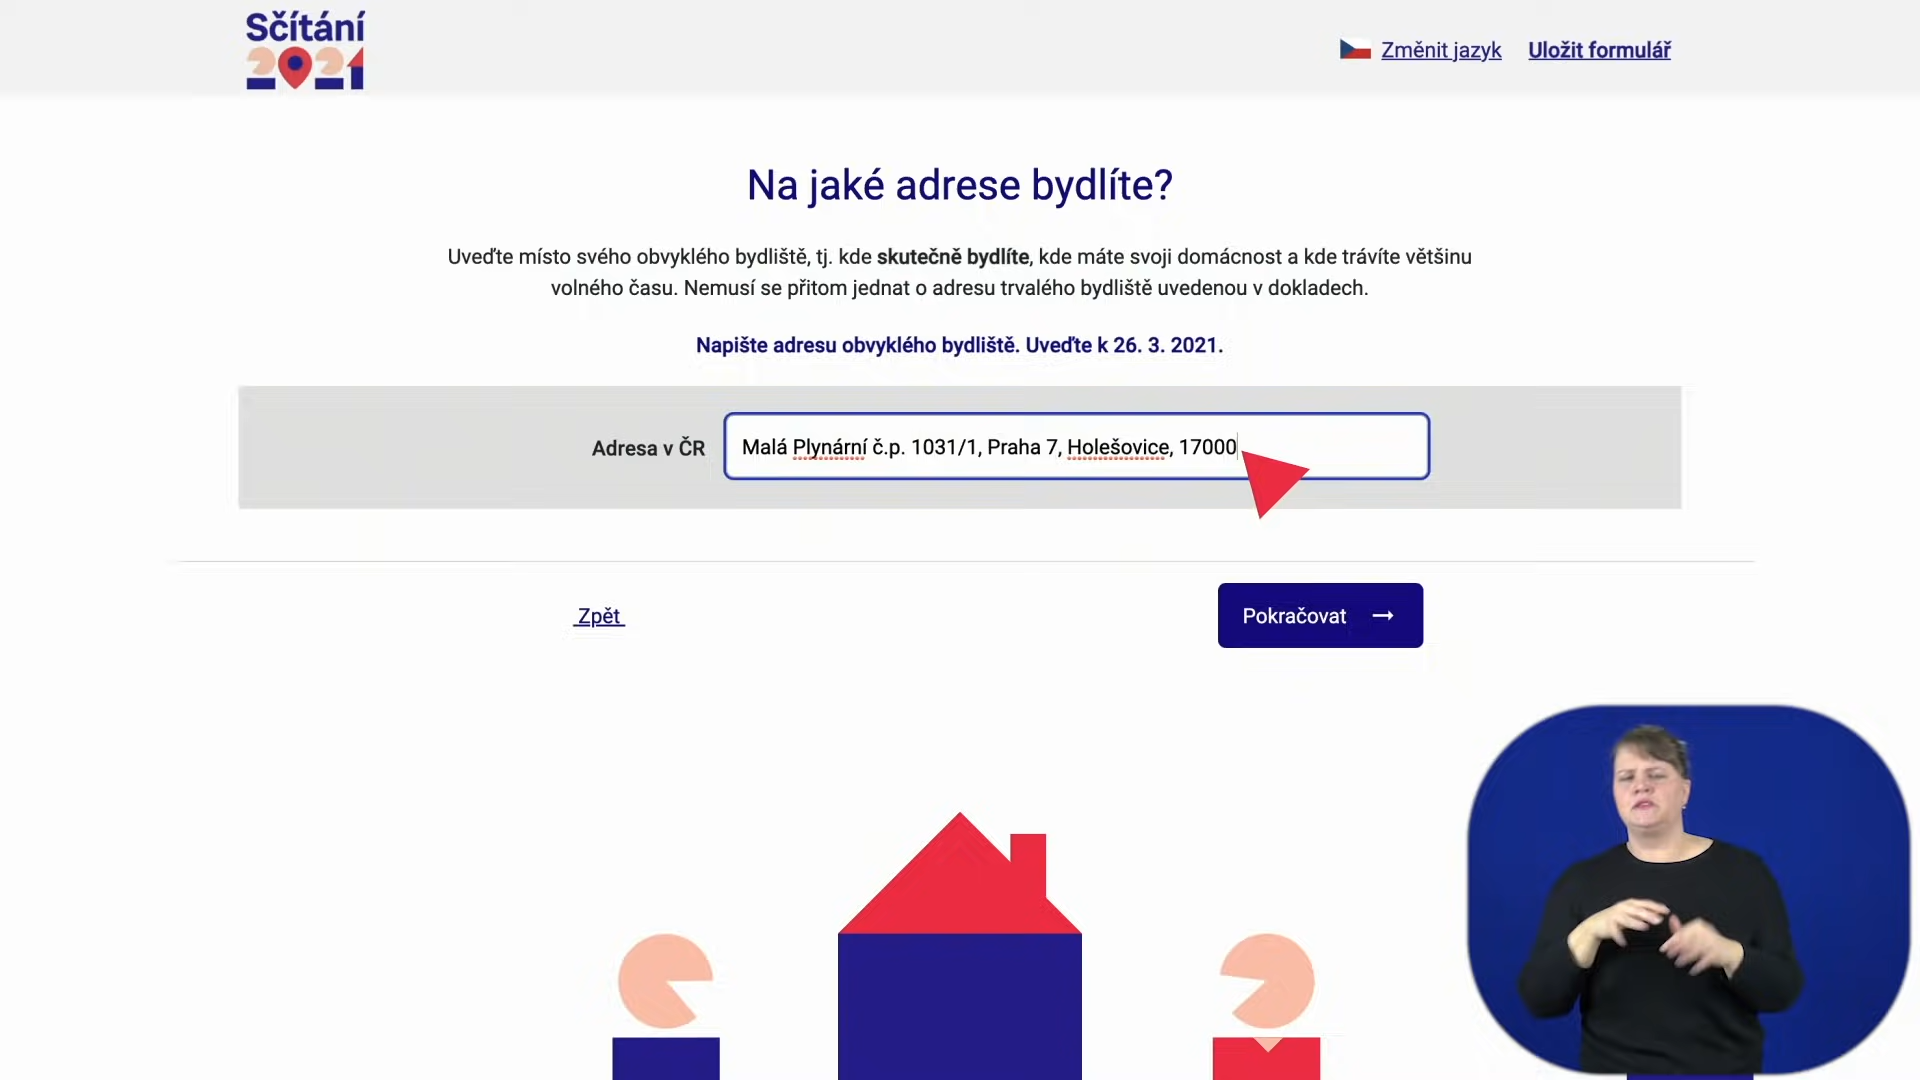 Sčítání
2021
Změnit jazyk
Uložit formulář
Na jaké adrese bydlíte?
Uveďte místo svého obvyklého bydliště, tj. kde skutečně bydlíte, kde máte svoji domácnost a kde trávíte většinu
volného času. Nemusí se přitom jednat o adresu trvalého bydliště uvedenou v dokladech.
Napište adresu obvyklého bydliště. Uveďte k 26. 3. 2021.
Adresa v ČR
Malá Plynární č.p. 1031/1, Praha 7, Holešovice, 17000
Zpět
Pokračovat →